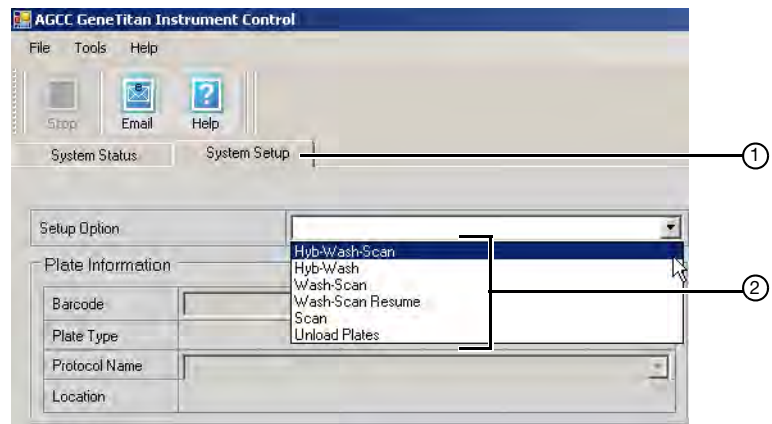 AGCC GeneTitan Instrument Control
File Tools Help
Stop Email Help
System Status System Setup
1
Setup Option
Hyb-Wash-Scan
Hyb-Wash
Wash-Scan
Wash-Scan Resume
Scan
Unload Plates
2
Plate Information
Barcode
Plate Type
Protocol Name
Location